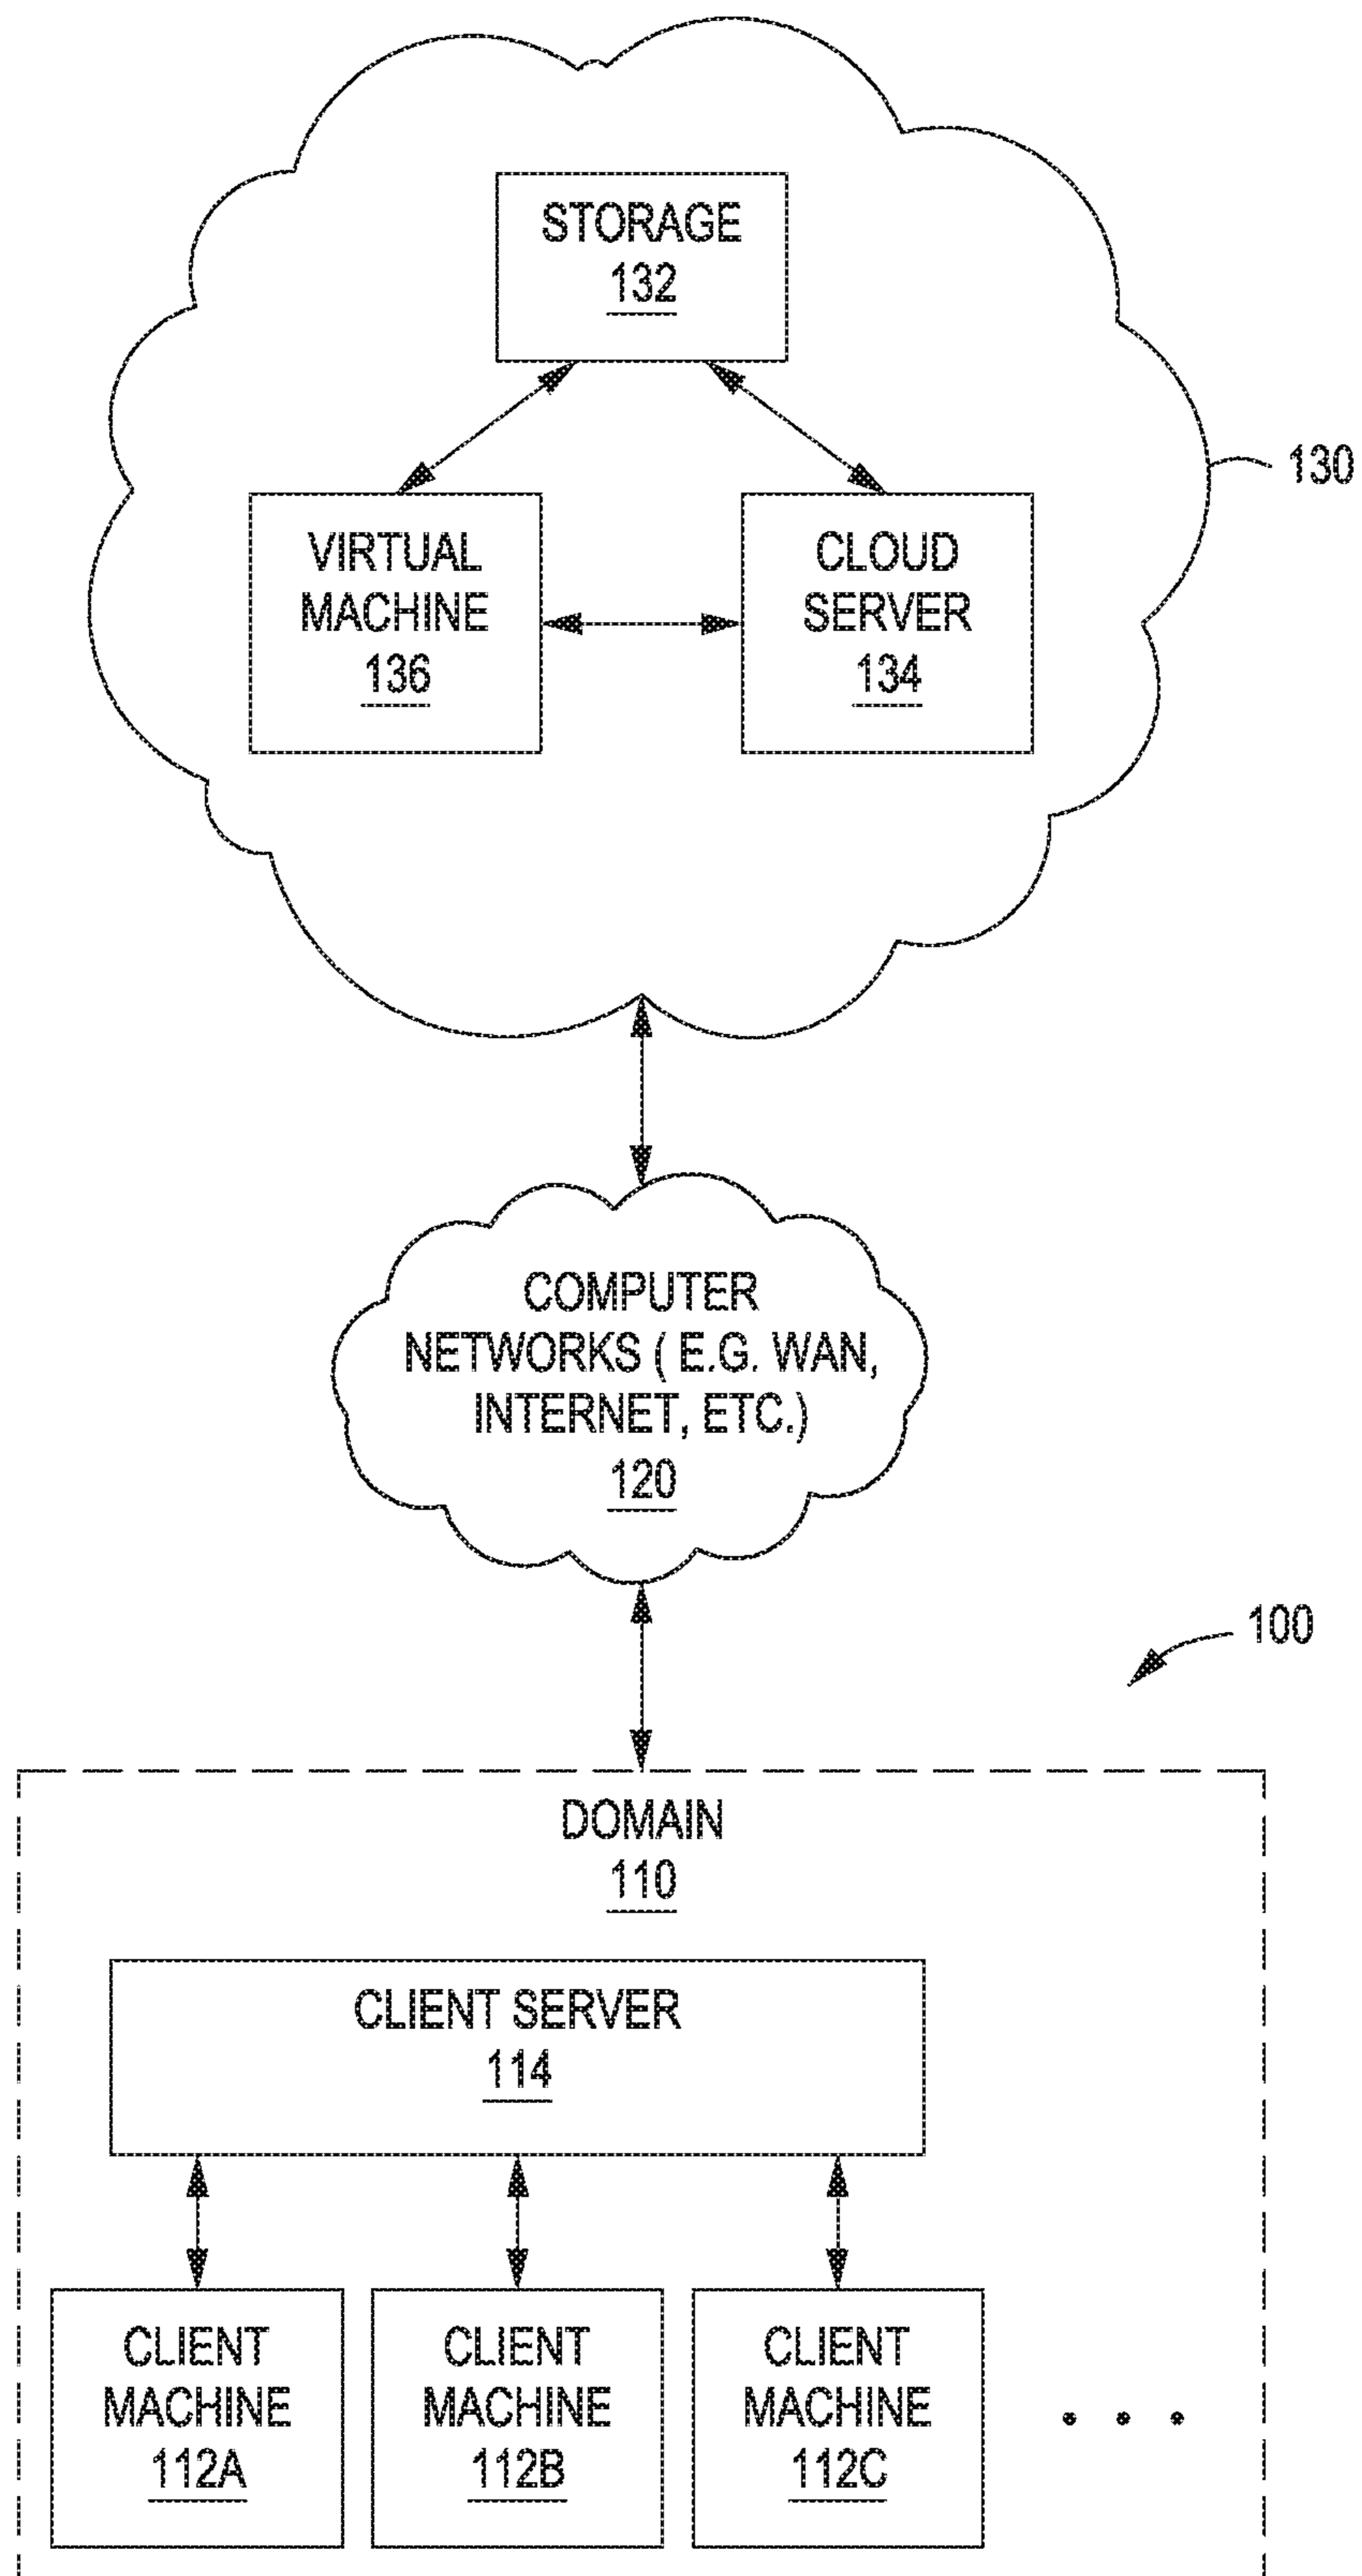 STORAGE
132
130
VIRTUAL
MACHINE
136
CLOUD
SERVER
134
COMPUTER
NETWORKS ( E.G. WAN,
INTERNET, ETC.)
120
100
DOMAIN
110
CLIENT SERVER
114
CLIENT
MACHINE
112A
CLIENT
MACHINE
112B
CLIENT
MACHINE
112C